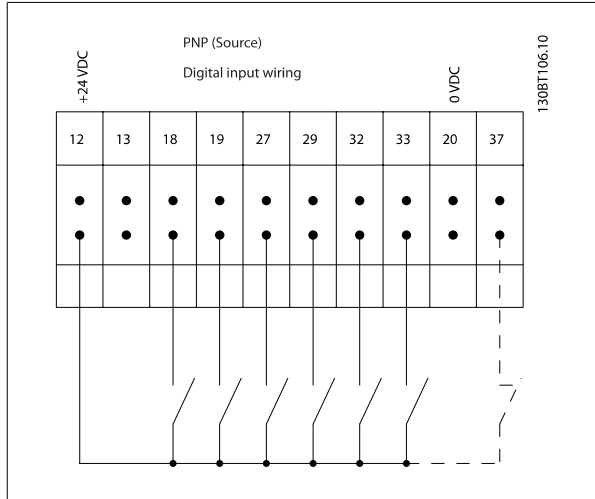 PNP (Source)
Digital input wiring
+24 VDC
0 VDC
130BT106.10
12 13 18 19 27 29 32 33 20 37